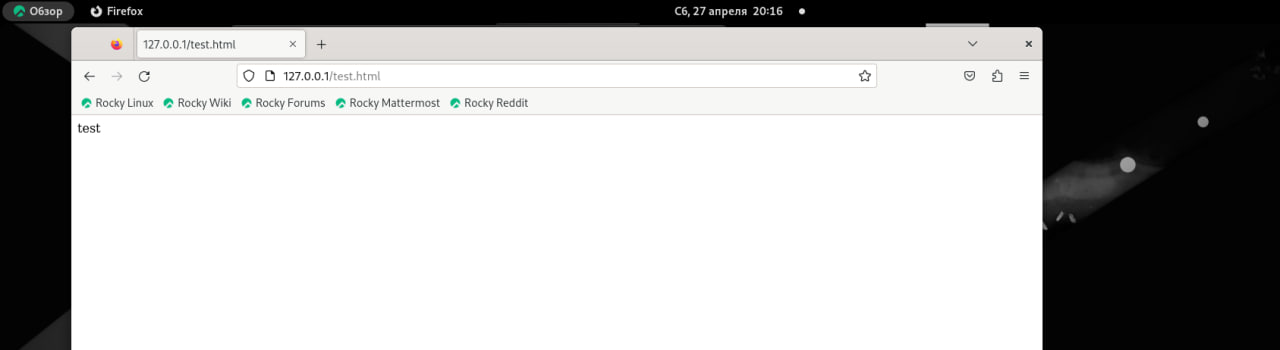 Обзор Firefox Сб, 27 апреля 20:16
127.0.0.1/test.html
127.0.0.1/test.html
Rocky Linux Rocky Wiki Rocky Forums Rocky Mattermost Rocky Reddit
test